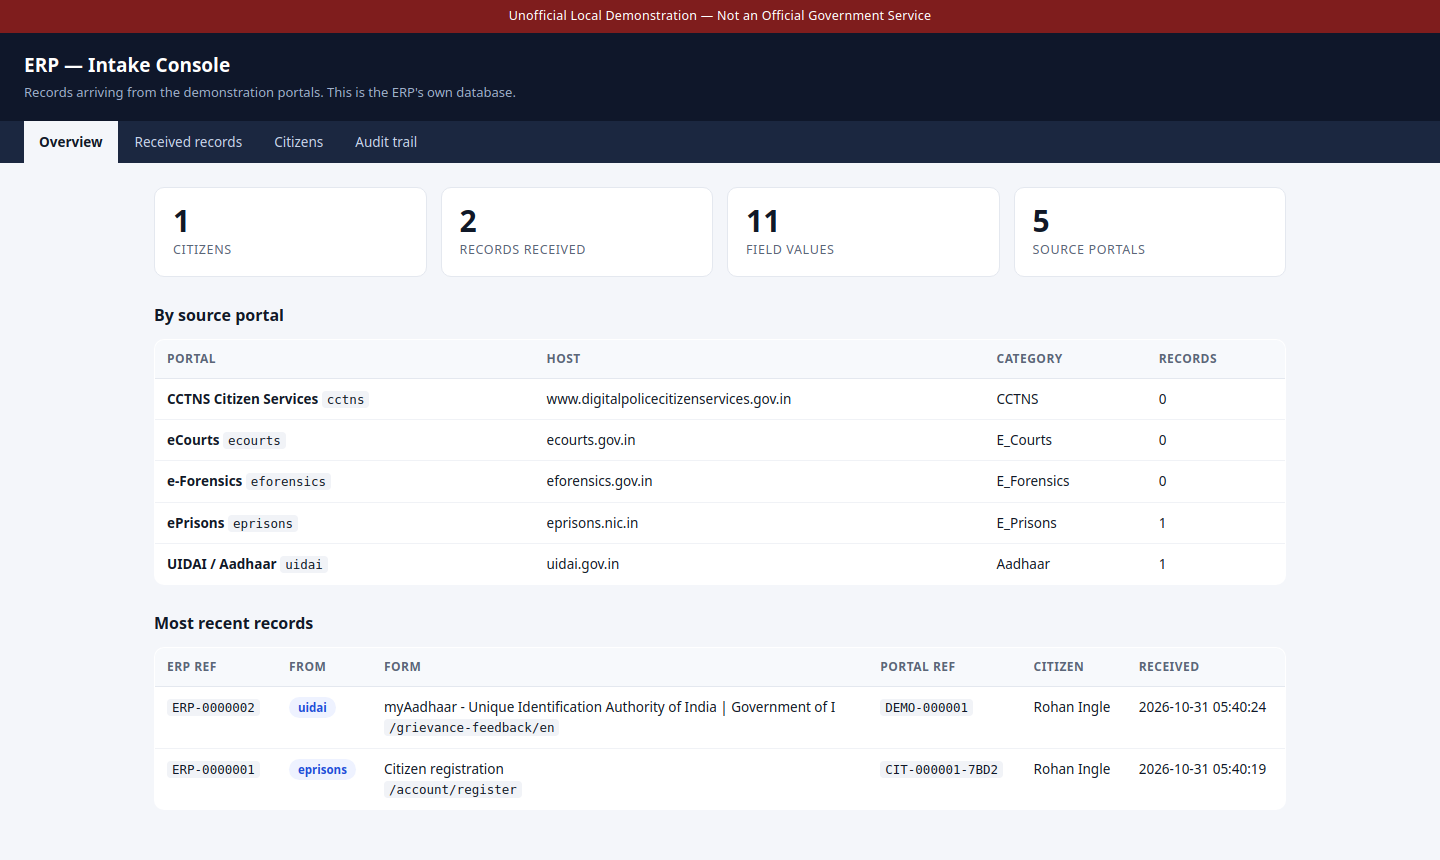 Unofficial Local Demonstration — Not an Official Government Service
ERP — Intake Console
Records arriving from the demonstration portals. This is the ERP's own database.
Overview Received records Citizens Audit trail
1 2 11 5
CITIZENS RECORDS RECEIVED FIELD VALUES SOURCE PORTALS
By source portal
PORTAL HOST CATEGORY RECORDS
CCTNS Citizen Services cctns www.digitalpolicecitizenservices.gov.in CCTNS 0
eCourts ecourts ecourts.gov.in E_Courts 0
e-Forensics eforensics eforensics.gov.in E_Forensics 0
ePrisons eprisons eprisons.nic.in E_Prisons 1
UIDAI / Aadhaar uidai uidai.gov.in Aadhaar 1
Most recent records
ERP REF FROM FORM PORTAL REF CITIZEN RECEIVED
ERP-0000002 uidai myAadhaar - Unique Identification Authority of India | Government of I DEMO-000001 Rohan Ingle 2026-10-31 05:40:24
/grievance-feedback/en
ERP-0000001 eprisons Citizen registration CIT-000001-7BD2 Rohan Ingle 2026-10-31 05:40:19
/account/register